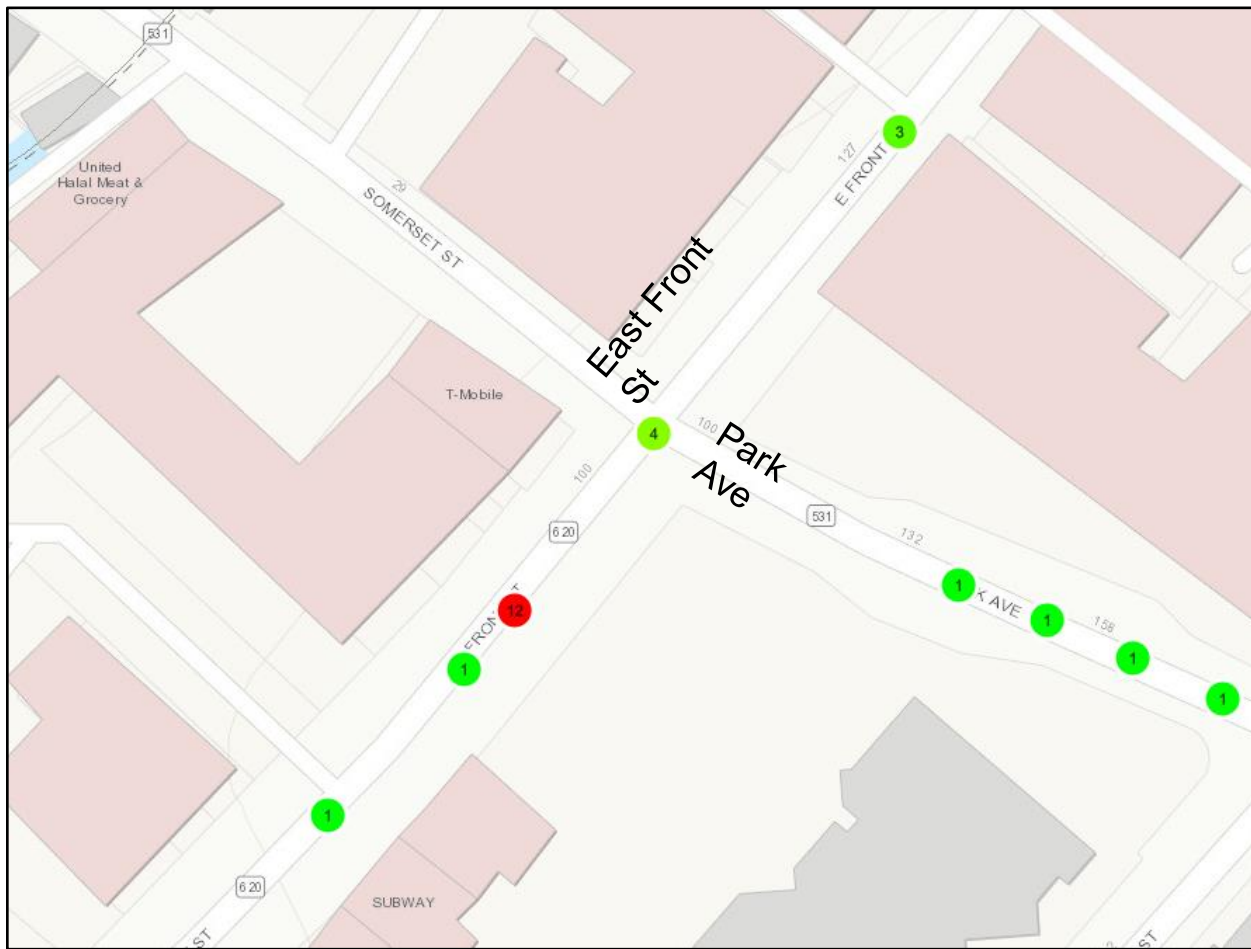 531
United
Halal Meat &
Grocery
29
SOMERSET ST
3
127
E FRONT
East Front
St
T-Mobile
4
100
Park
Ave
100
620
531
132
12
FRON T
1
1
K AVE
1
158
1
1
1
620
SUBWAY
ST
ST